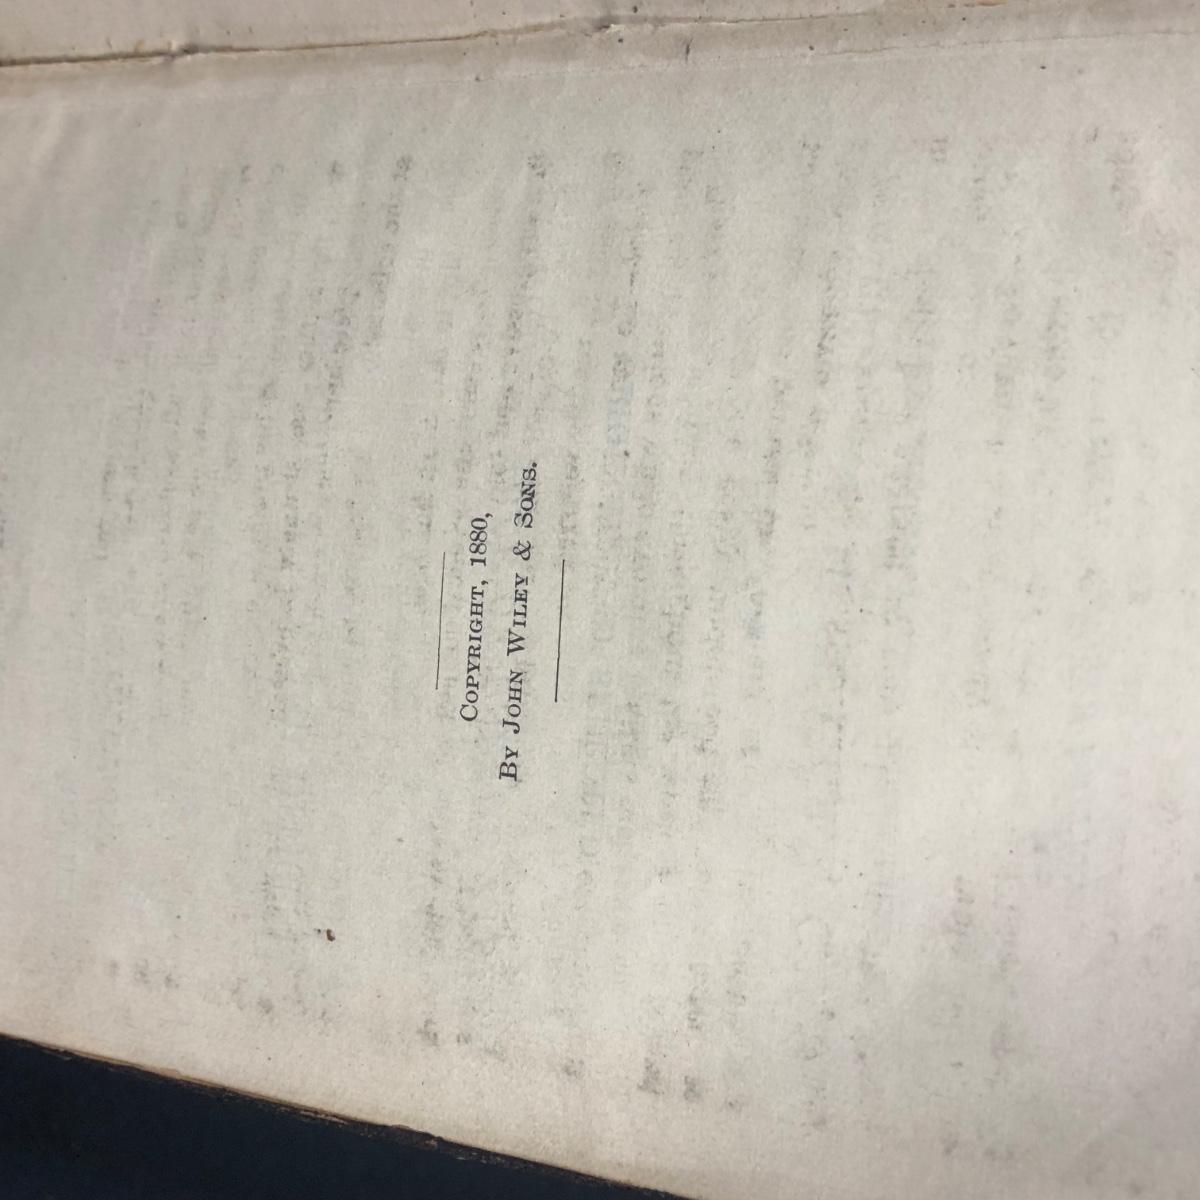 Copyright, 1880,
By John Wiley & Sons.